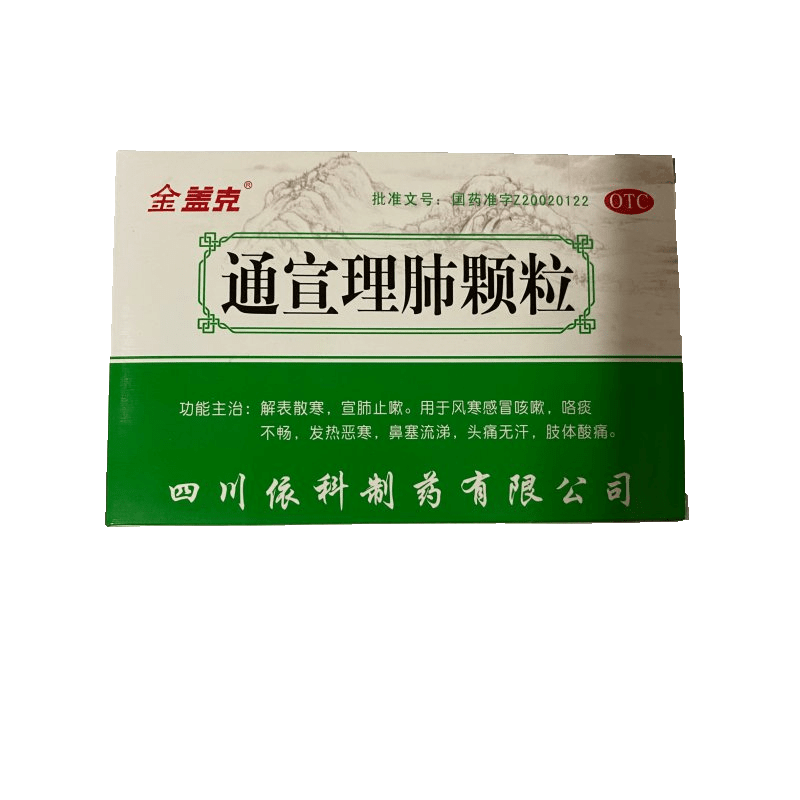 金盖克®
批准文号：国药准字Z20020122
OTC
通宣理肺颗粒
功能主治：解表散寒，宣肺止嗽。用于风寒感冒咳嗽，咯痰
不畅，发热恶寒，鼻塞流涕，头痛无汗，肢体酸痛。
四川依科制药有限公司